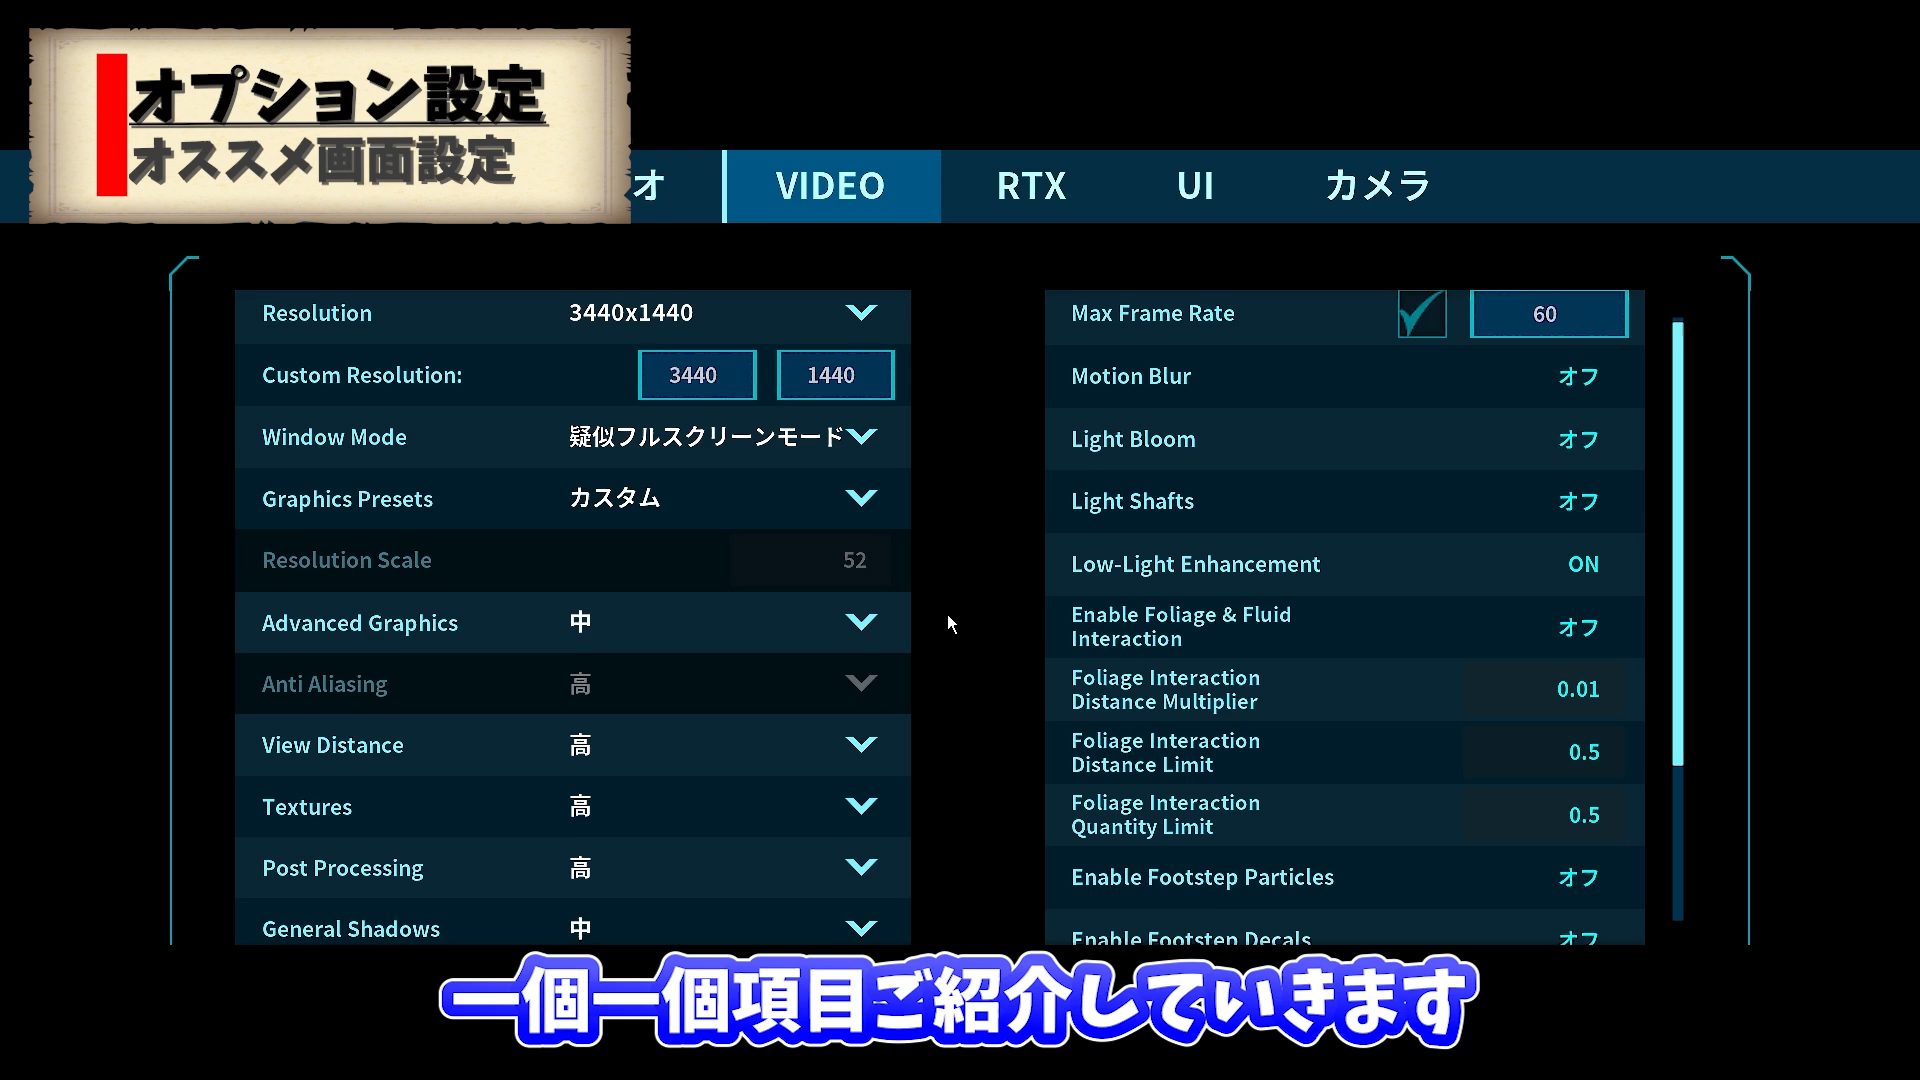 オプション設定
オススメ画面設定
オ
VIDEO
RTX
UI
カメラ
Resolution 3440x1440
Custom Resolution: 3440 1440
Window Mode 疑似フルスクリーンモード
Graphics Presets カスタム
Resolution Scale 52
Advanced Graphics 中
Anti Aliasing 高
View Distance 高
Textures 高
Post Processing 高
General Shadows 中
Max Frame Rate 60
Motion Blur オフ
Light Bloom オフ
Light Shafts オフ
Low-Light Enhancement ON
Enable Foliage & Fluid
Interaction オフ
Foliage Interaction
Distance Multiplier 0.01
Foliage Interaction
Distance Limit 0.5
Foliage Interaction
Quantity Limit 0.5
Enable Footstep Particles オフ
Enable Footstep Decals オフ
一個一個項目ご紹介していきます